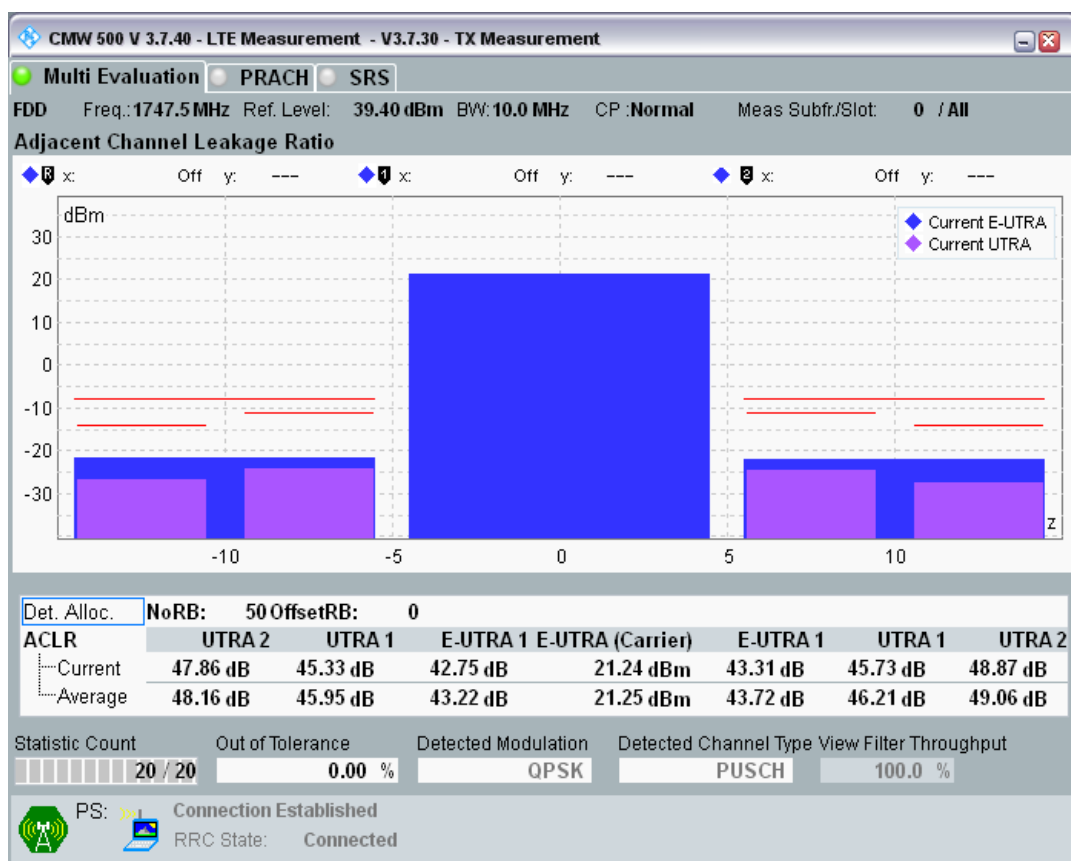 CMW 500 V 3.7.40 - LTE Measurement - V3.7.30 - TX Measurement
Multi Evaluation PRACH SRS
FDD Freq.: 1747.5 MHz Ref. Level: 39.40 dBm BW: 10.0 MHz CP : Normal Meas Subfr./Slot: 0 / All
Adjacent Channel Leakage Ratio
R x: Off y: --- 1 x: Off y: --- 2 x: Off y: ---
dBm
Current E-UTRA
Current UTRA
30
20
10
0
-10
-20
-30
z
-10 -5 0 5 10
Det. Alloc. NoRB: 50 OffsetRB: 0
ACLR UTRA 2 UTRA 1 E-UTRA 1 E-UTRA (Carrier) E-UTRA 1 UTRA 1 UTRA 2
Current 47.86 dB 45.33 dB 42.75 dB 21.24 dBm 43.31 dB 45.73 dB 48.87 dB
Average 48.16 dB 45.95 dB 43.22 dB 21.25 dBm 43.72 dB 46.21 dB 49.06 dB
Statistic Count Out of Tolerance Detected Modulation Detected Channel Type View Filter Throughput
20 / 20 0.00 % QPSK PUSCH 100.0 %
PS: Connection Established
RRC State: Connected